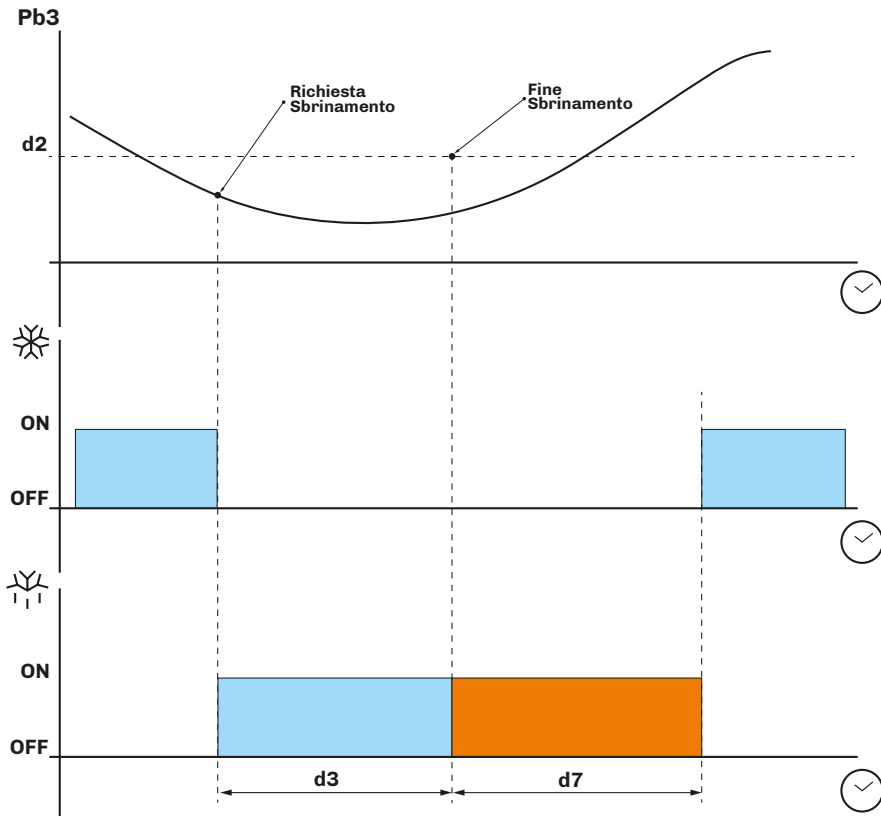 Pb3
Richiesta
Sbrinamento
Fine
Sbrinamento
d2
ON
OFF
ON
OFF
d3
d7